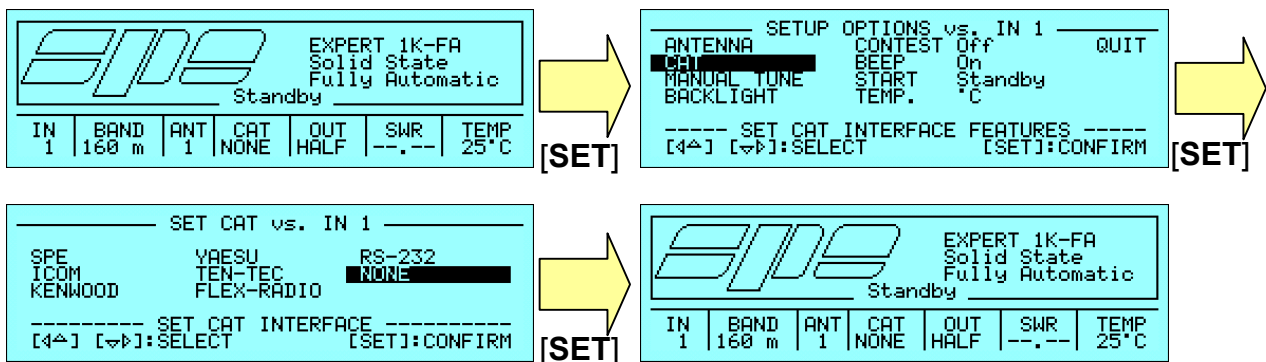 spe
EXPERT 1K-FA
Solid State
Fully Automatic
Standby
IN BAND ANT CAT OUT SWR TEMP
1 160 m 1 NONE HALF --.-- 25°C
[SET]
SETUP OPTIONS vs. IN 1
ANTENNA CONTEST Off QUIT
CAT BEEP On
MANUAL TUNE START Standby
BACKLIGHT TEMP. °C
----- SET CAT INTERFACE FEATURES -----
[◁△] [▽▷]:SELECT [SET]:CONFIRM
[SET]
SET CAT vs. IN 1
SPE YAESU RS-232
ICOM TEN-TEC NONE
KENWOOD FLEX-RADIO
--------- SET CAT INTERFACE ----------
[◁△] [▽▷]:SELECT [SET]:CONFIRM
[SET]
spe
EXPERT 1K-FA
Solid State
Fully Automatic
Standby
IN BAND ANT CAT OUT SWR TEMP
1 160 m 1 NONE HALF --.-- 25°C